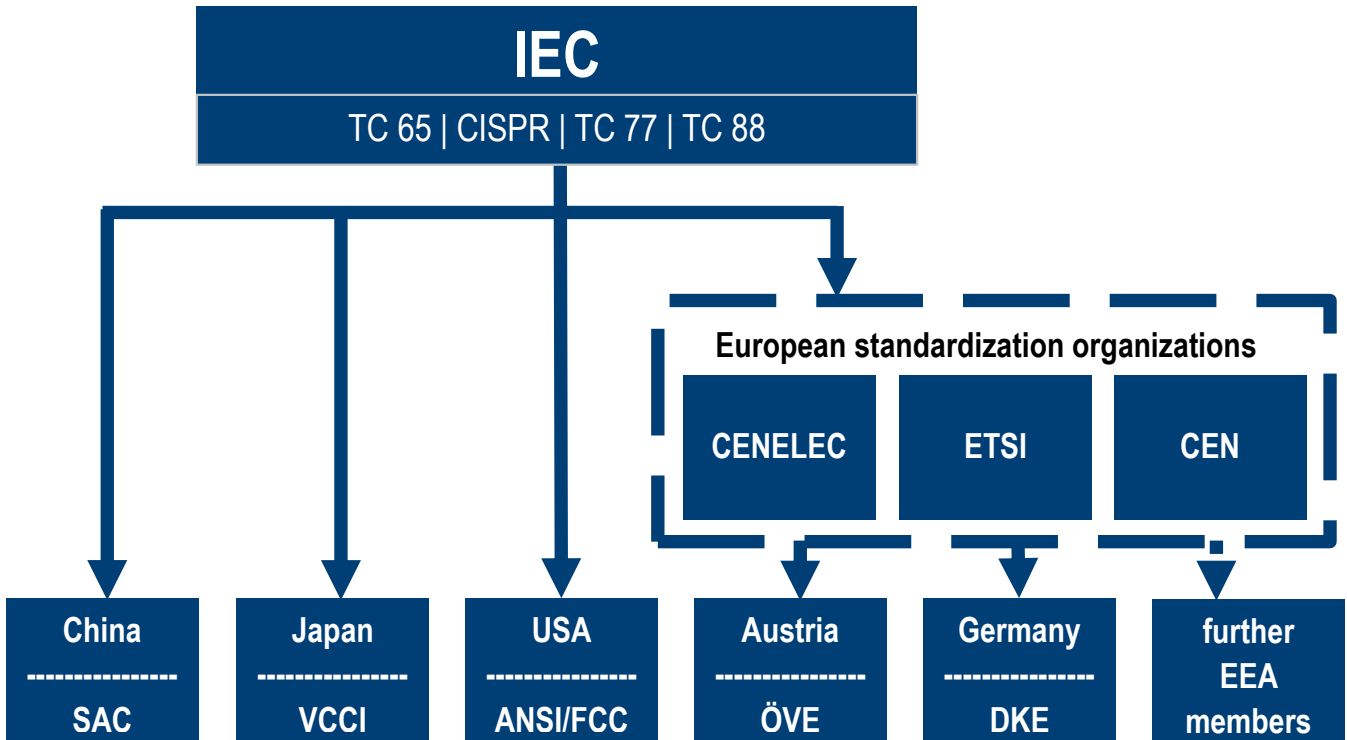 IEC
TC 65 | CISPR | TC 77 | TC 88
European standardization organizations
CENELEC
ETSI
CEN
China
----------------
SAC
Japan
----------------
VCCI
USA
----------------
ANSI/FCC
Austria
----------------
ÖVE
Germany
----------------
DKE
further
EEA
members